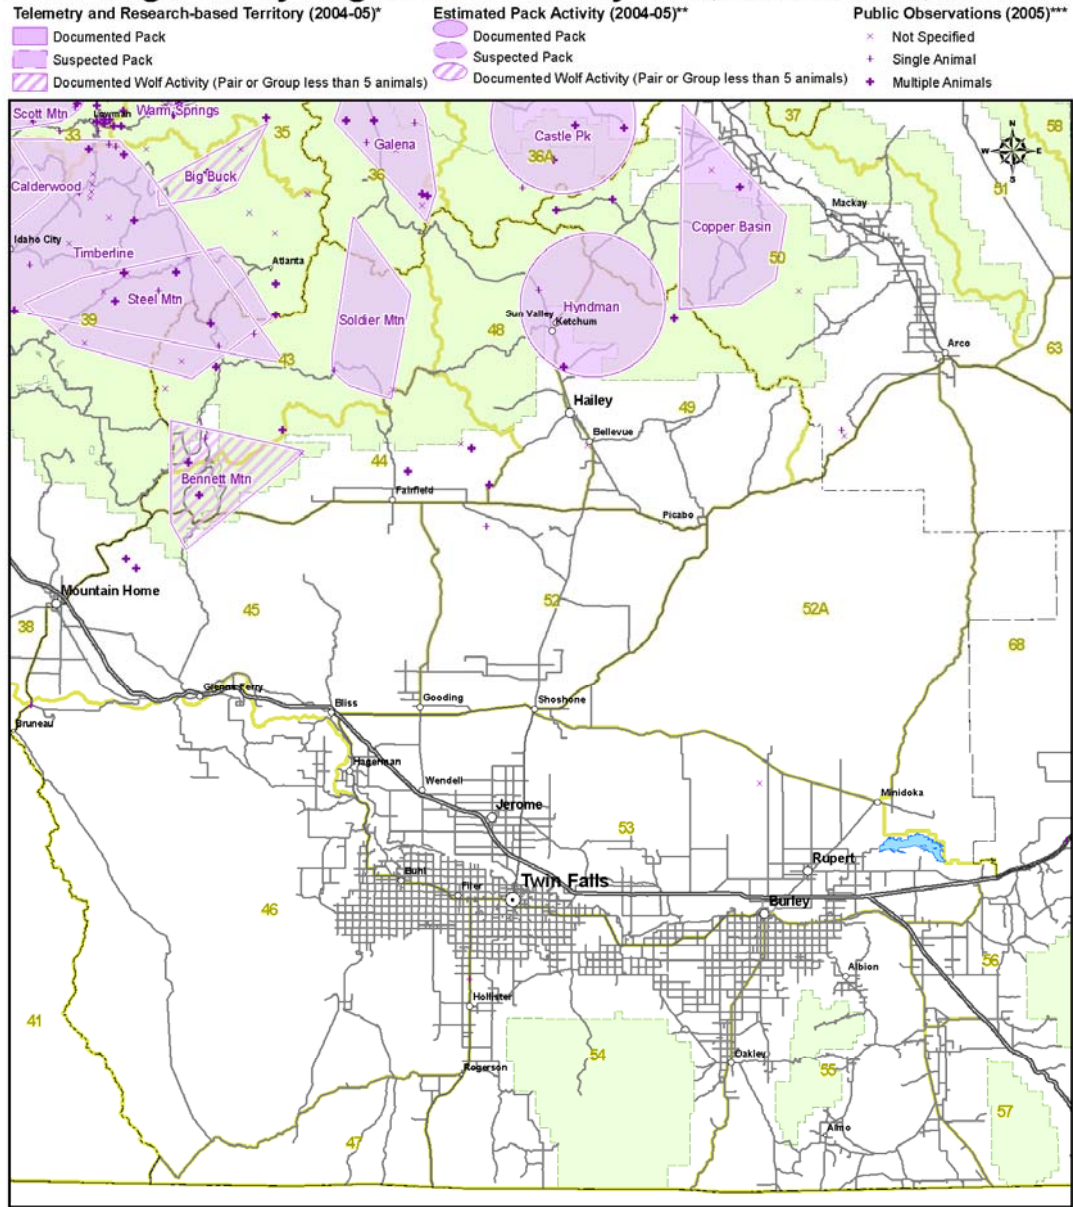 Telemetry and Research-based Territory (2004-05)*
Documented Pack
Suspected Pack
Documented Wolf Activity (Pair or Group less than 5 animals)
Estimated Pack Activity (2004-05)**
Documented Pack
Suspected Pack
Documented Wolf Activity (Pair or Group less than 5 animals)
Public Observations (2005)***
Not Specified
Single Animal
Multiple Animals
Scott Mtn
Lowman
Warm Springs
33
35
37
58
N
W
E
S
Galena
Castle Pk
36A
36
Big Buck
Calderwood
51
Mackay
Copper Basin
Idaho City
Timberline
Atlanta
50
Steel Mtn
Hyndman
Sun Valley
Ketchum
Soldier Mtn
39
48
43
Arco
63
Hailey
49
Bellevue
44
Bennett Mtn
Fairfield
Picabo
Mountain Home
45
52
52A
38
68
Glenns Ferry
Gooding
Shoshone
Bliss
Bruneau
Hagerman
Wendell
Minidoka
Jerome
53
Rupert
Buhl
Filer
Twin Falls
Burley
46
56
Albion
Hollister
41
54
Oakley
55
Rogerson
57
Almo
47